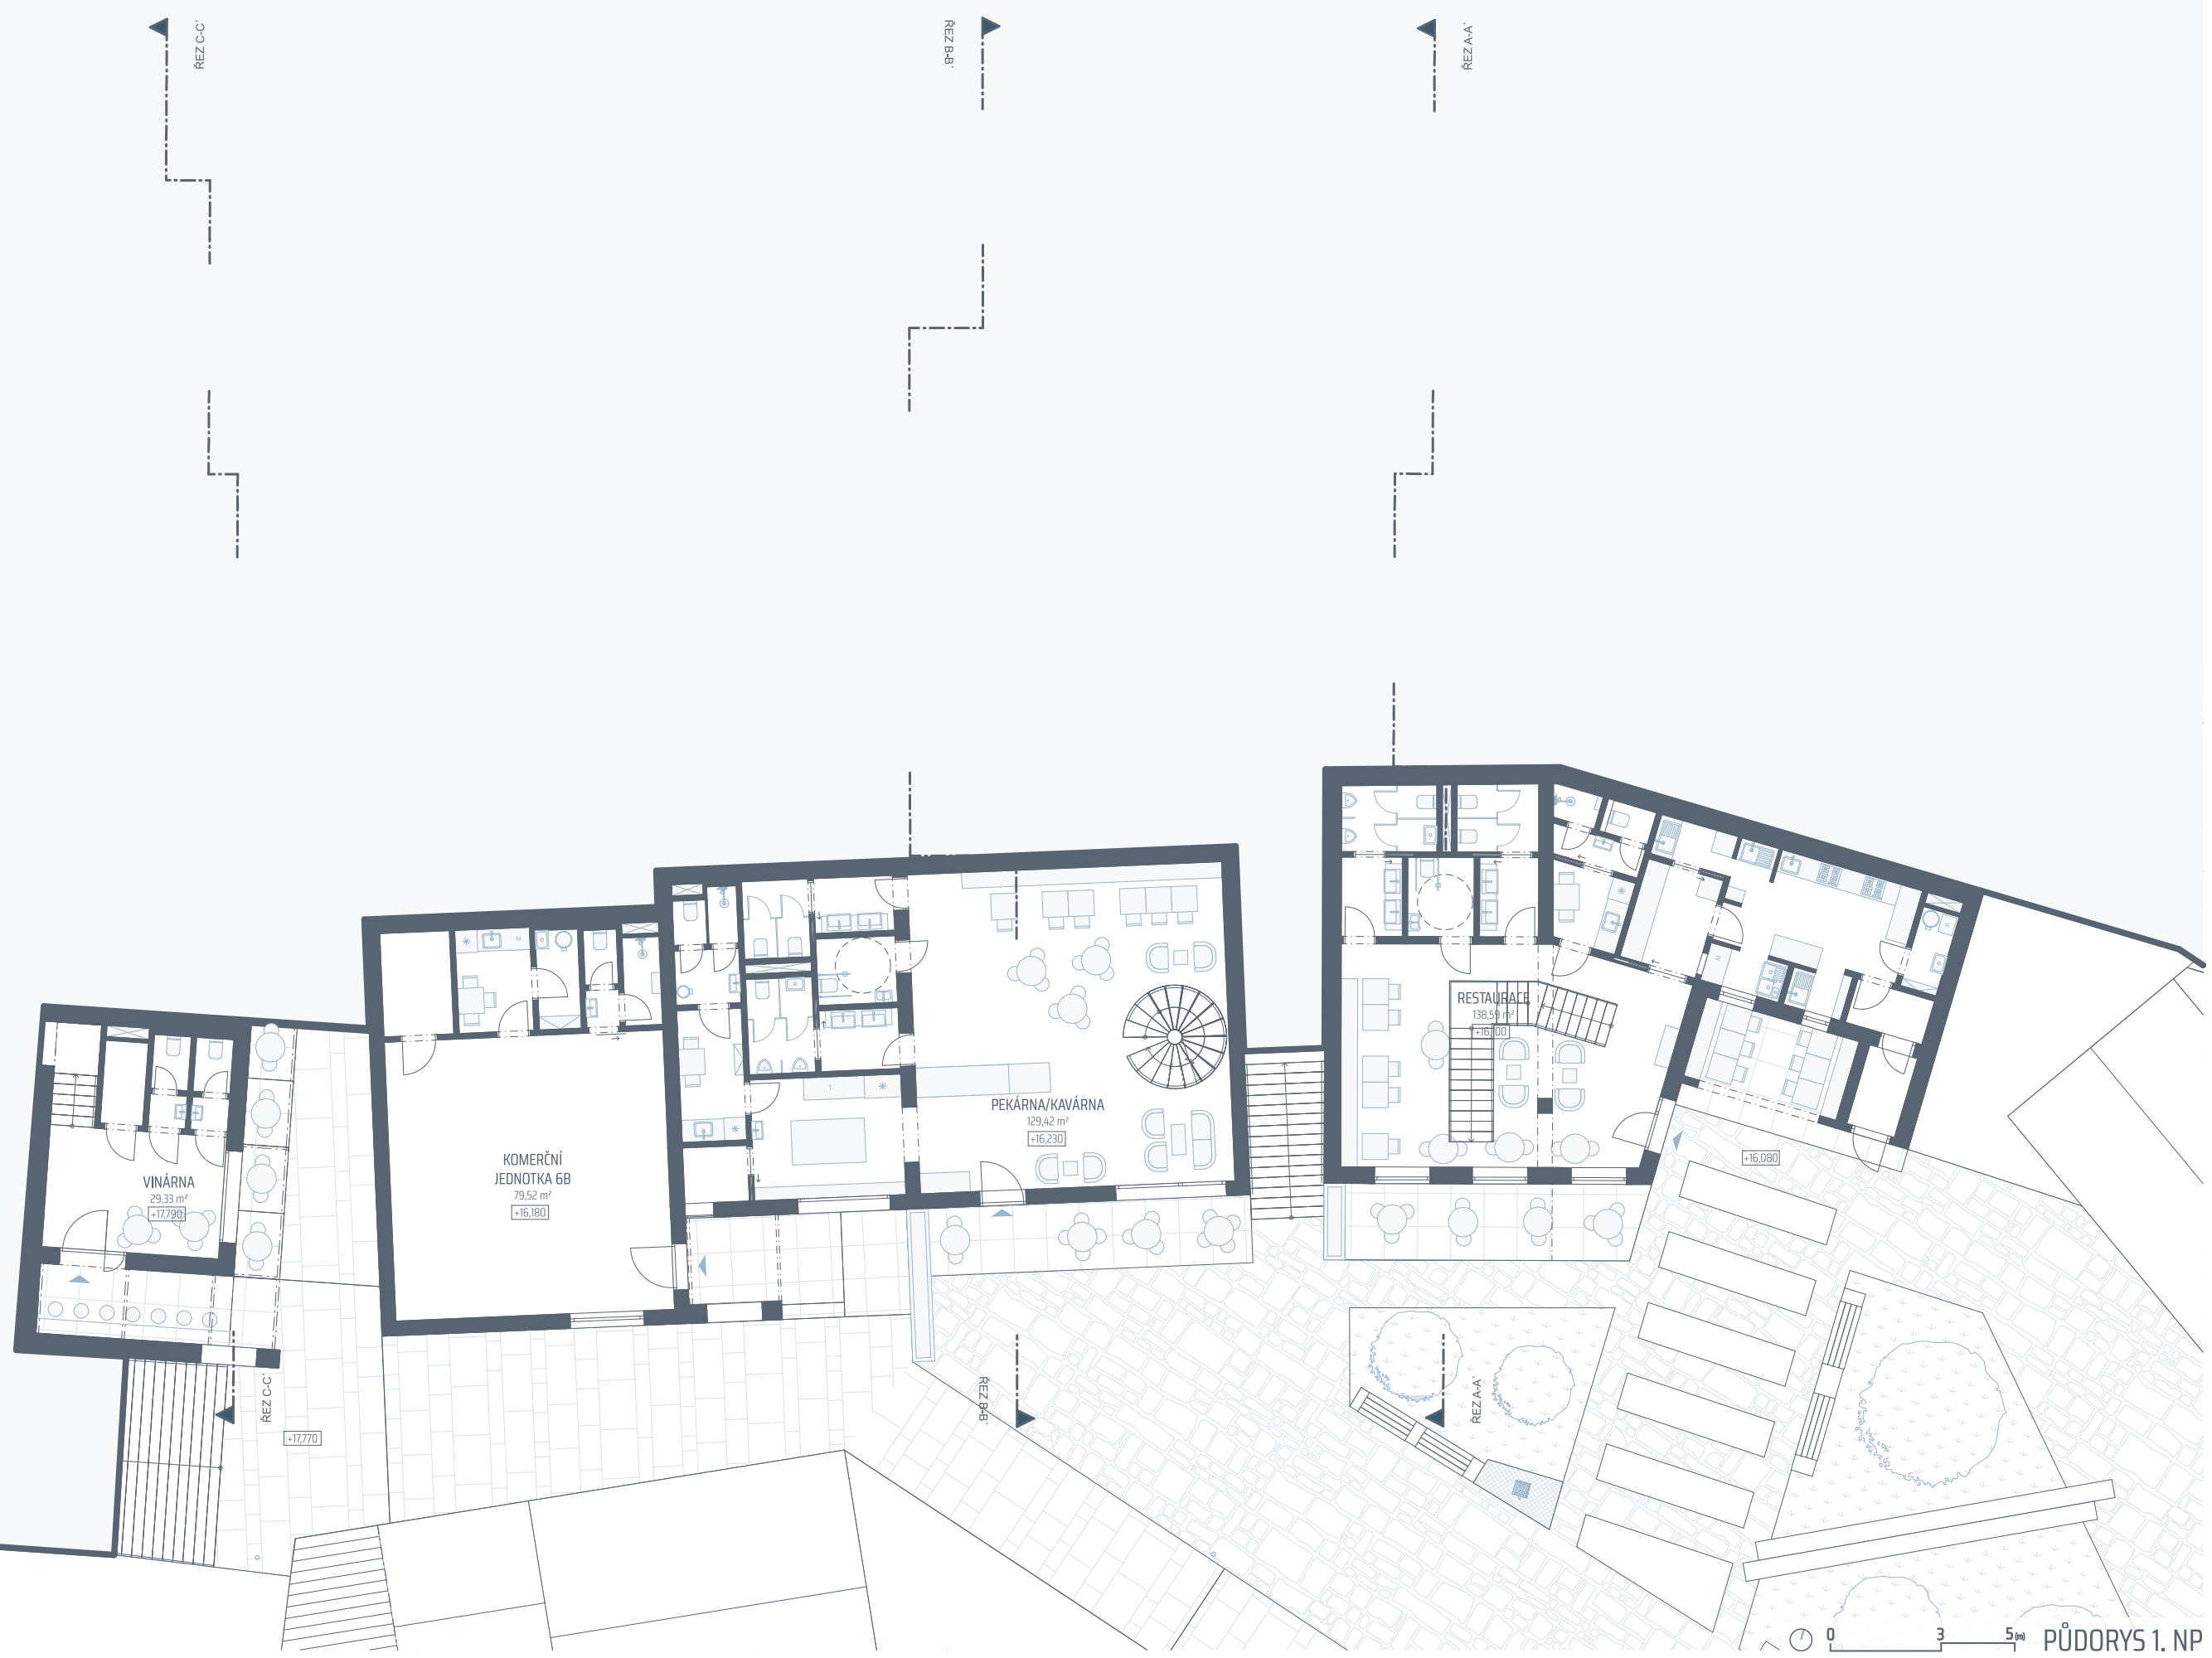 ŘEZ C-C´
ŘEZ B-B´
ŘEZ A-A´
RESTAURACE
138,59 m²
PEKÁRNA/KAVÁRNA
129,42 m²
+16,230
KOMERČNÍ
JEDNOTKA 6B
79,52 m²
+16,180
VINÁRNA
29,33 m²
+17,790
+16,080
ŘEZ C-C´
ŘEZ B-B´
ŘEZ A-A´
+17,770
0 3 5(m)
PŮDORYS 1. NP